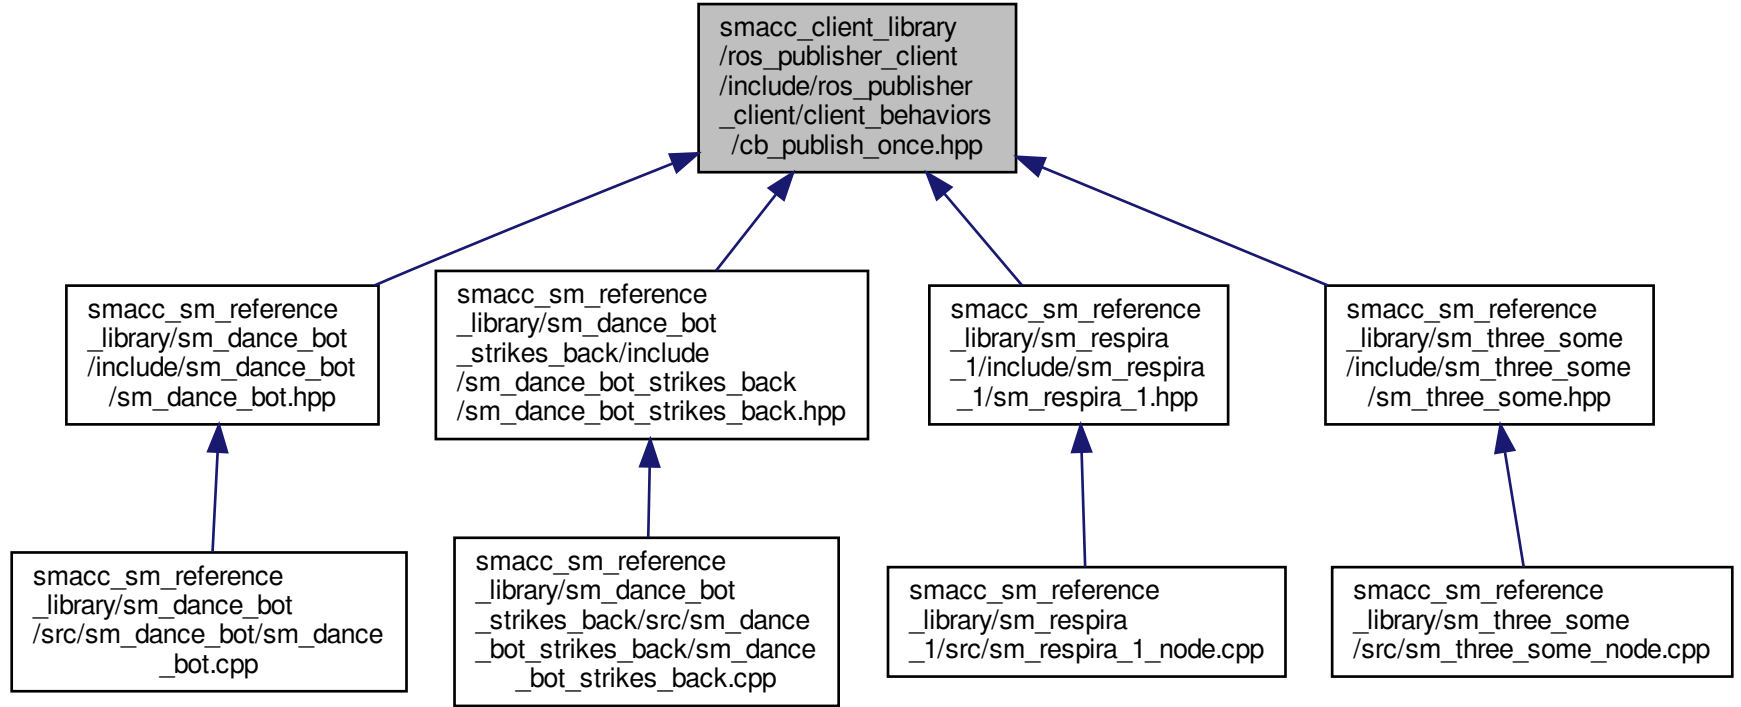 smacc_client_library
/ros_publisher_client
/include/ros_publisher
_client/client_behaviors
/cb_publish_once.hpp
smacc_sm_reference
_library/sm_dance_bot
/include/sm_dance_bot
/sm_dance_bot.hpp
smacc_sm_reference
_library/sm_dance_bot
_strikes_back/include
/sm_dance_bot_strikes_back
/sm_dance_bot_strikes_back.hpp
smacc_sm_reference
_library/sm_respira
_1/include/sm_respira
_1/sm_respira_1.hpp
smacc_sm_reference
_library/sm_three_some
/include/sm_three_some
/sm_three_some.hpp
smacc_sm_reference
_library/sm_dance_bot
/src/sm_dance_bot/sm_dance
_bot.cpp
smacc_sm_reference
_library/sm_dance_bot
_strikes_back/src/sm_dance
_bot_strikes_back/sm_dance
_bot_strikes_back.cpp
smacc_sm_reference
_library/sm_respira
_1/src/sm_respira_1_node.cpp
smacc_sm_reference
_library/sm_three_some
/src/sm_three_some_node.cpp